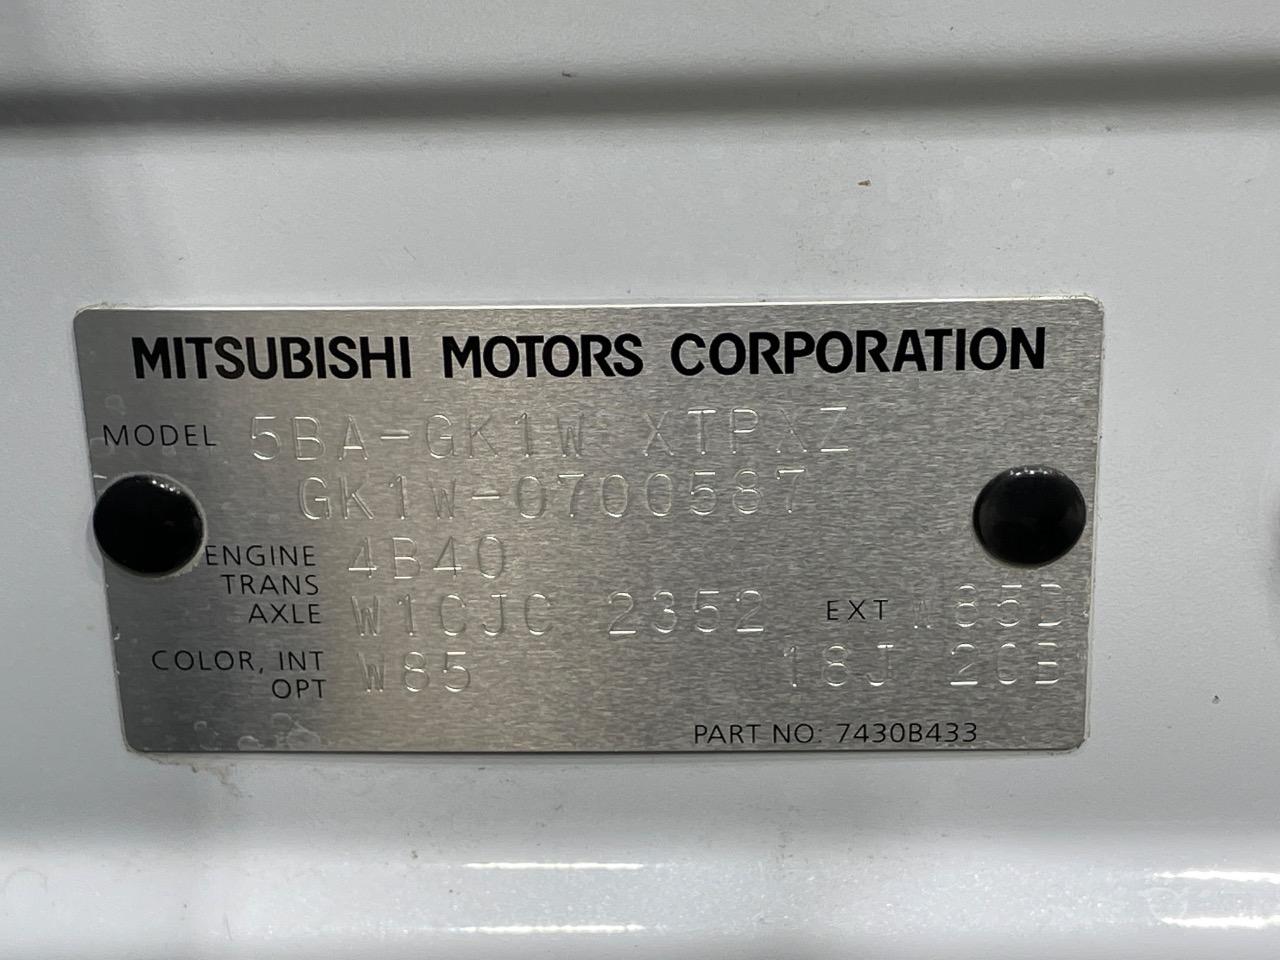 MITSUBISHI MOTORS CORPORATION
MODEL 5BA-GK1W XTPXZ
GK1W-0700587
ENGINE 4B40
TRANS
AXLE W1CJC 2352 EXT W85D
COLOR, INT W85 18J 2CB
OPT
PART NO: 7430B433